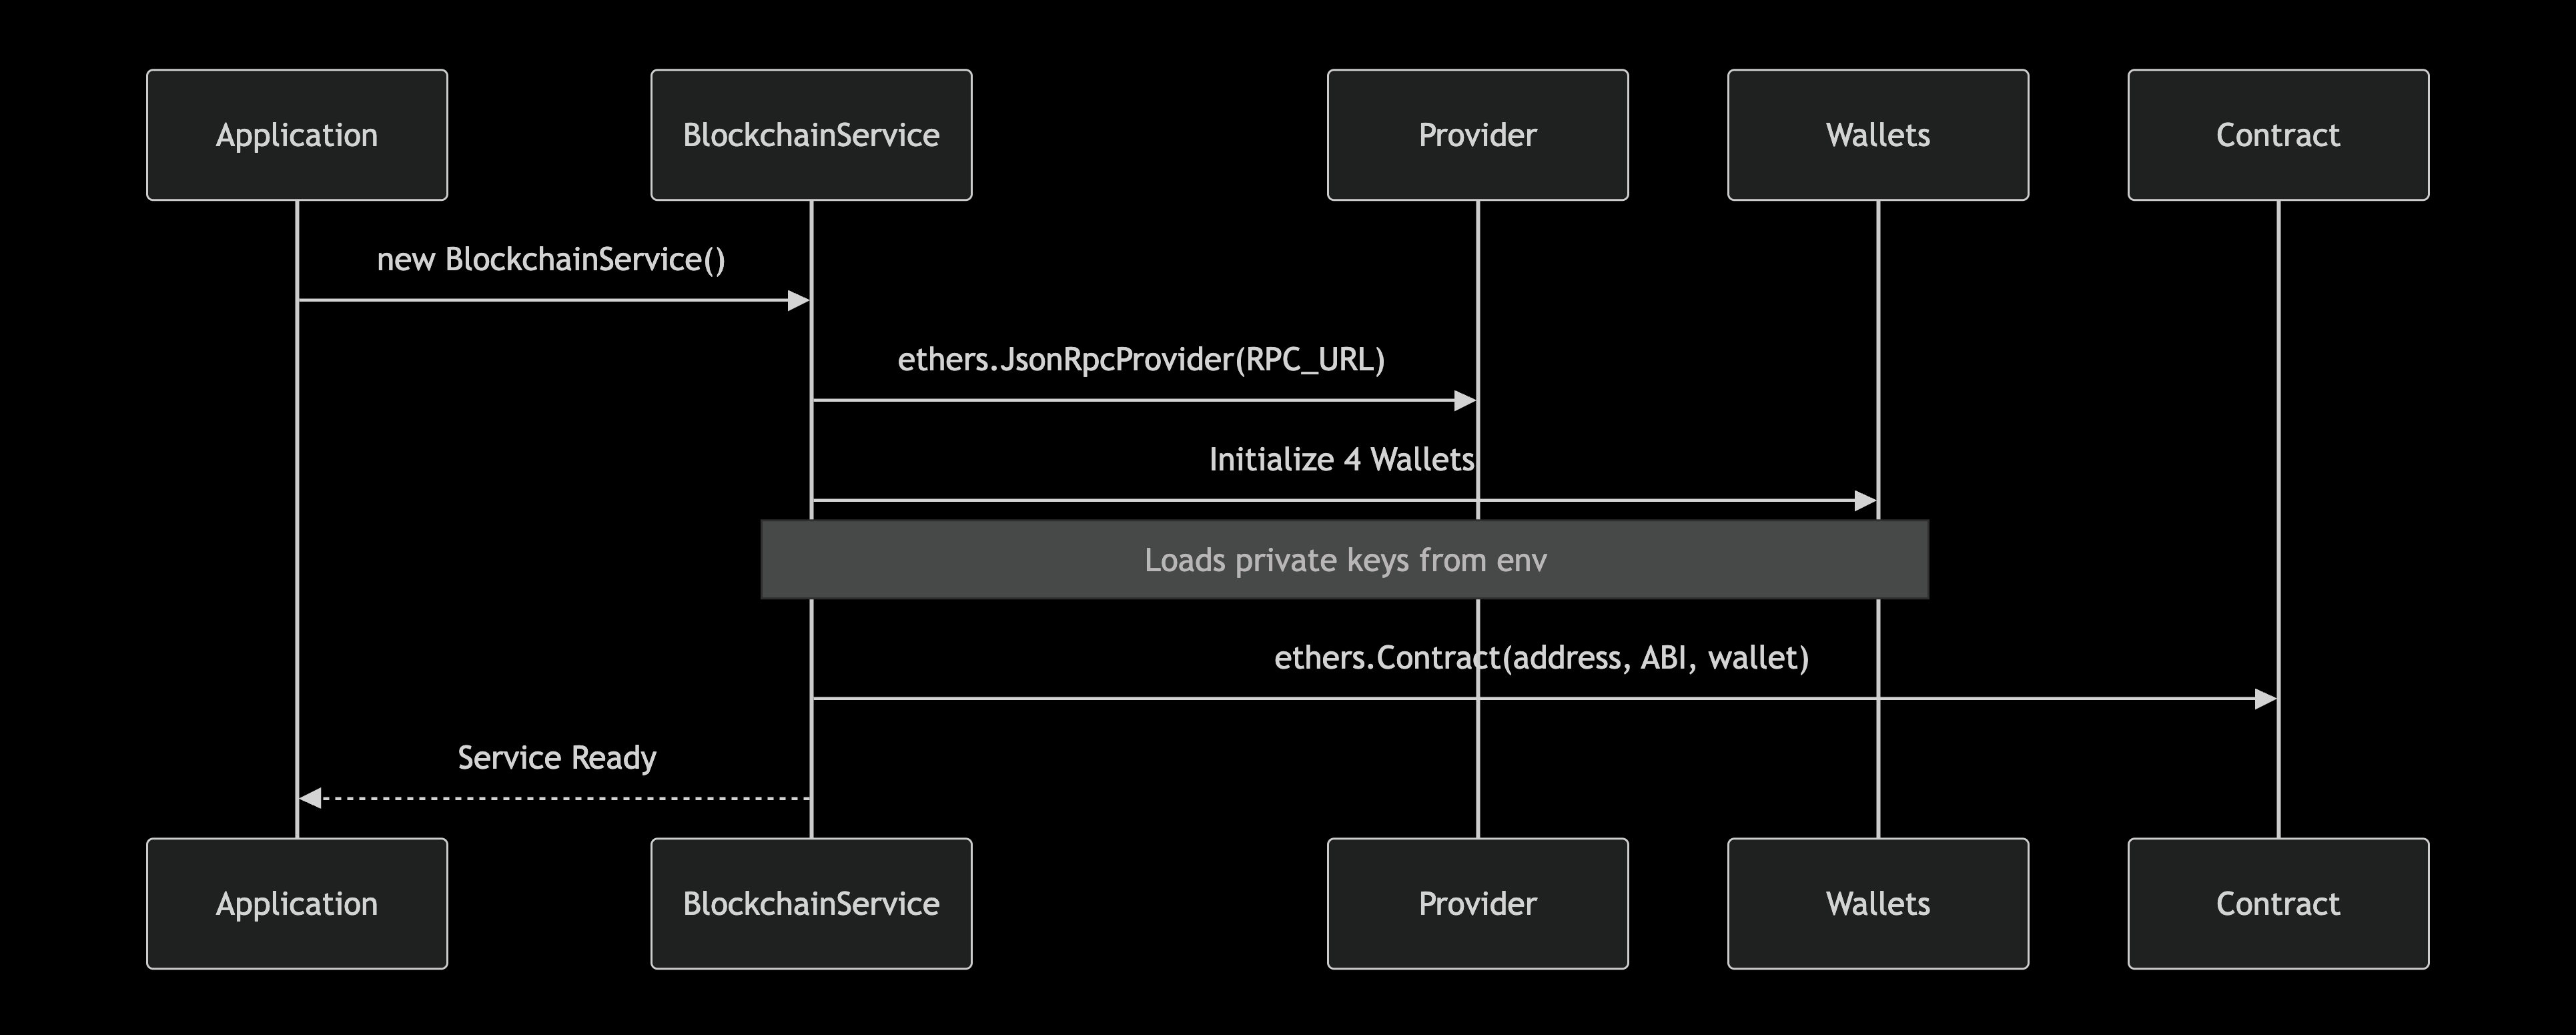 Application
BlockchainService
Provider
Wallets
Contract
new BlockchainService()
ethers.JsonRpcProvider(RPC_URL)
Initialize 4 Wallets
Loads private keys from env
ethers.Contract(address, ABI, wallet)
Service Ready
Application
BlockchainService
Provider
Wallets
Contract